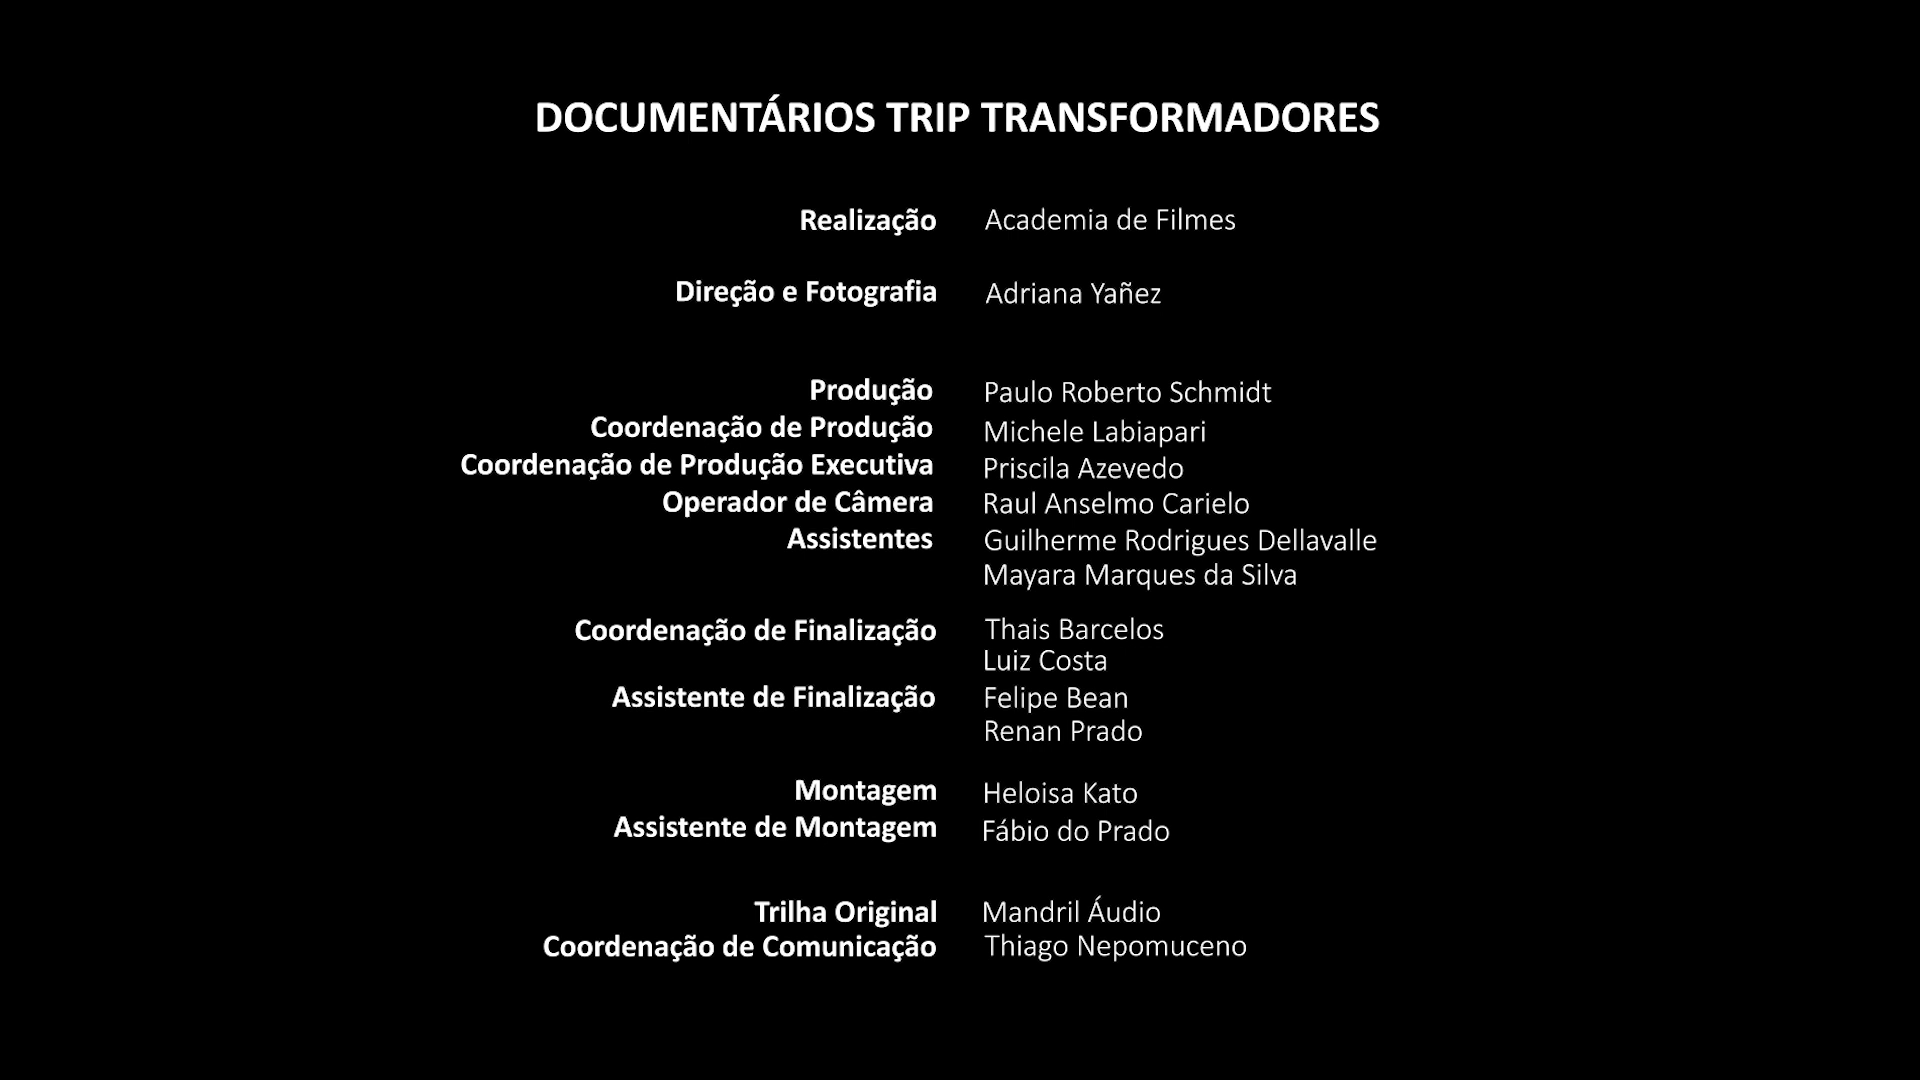 DOCUMENTÁRIOS TRIP TRANSFORMADORES
Realização Academia de Filmes
Direção e Fotografia Adriana Yañez
Produção Paulo Roberto Schmidt
Coordenação de Produção Michele Labiapari
Coordenação de Produção Executiva Priscila Azevedo
Operador de Câmera Raul Anselmo Carielo
Assistentes Guilherme Rodrigues Dellavalle
Mayara Marques da Silva
Coordenação de Finalização Thais Barcelos
Luiz Costa
Assistente de Finalização Felipe Bean
Renan Prado
Montagem Heloisa Kato
Assistente de Montagem Fábio do Prado
Trilha Original Mandril Áudio
Coordenação de Comunicação Thiago Nepomuceno